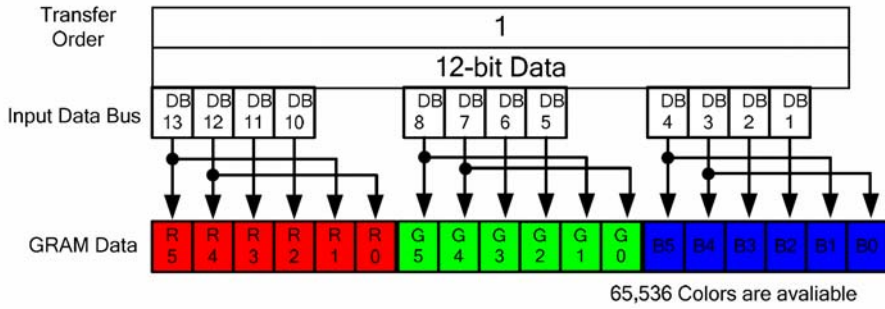 Transfer Order
1
12-bit Data
Input Data Bus
DB 13
DB 12
DB 11
DB 10
DB 8
DB 7
DB 6
DB 5
DB 4
DB 3
DB 2
DB 1
GRAM Data
R 5
R 4
R 3
R 2
R 1
R 0
G 5
G 4
G 3
G 2
G 1
G 0
B5
B4
B3
B2
B1
B0
65,536 Colors are avaliable